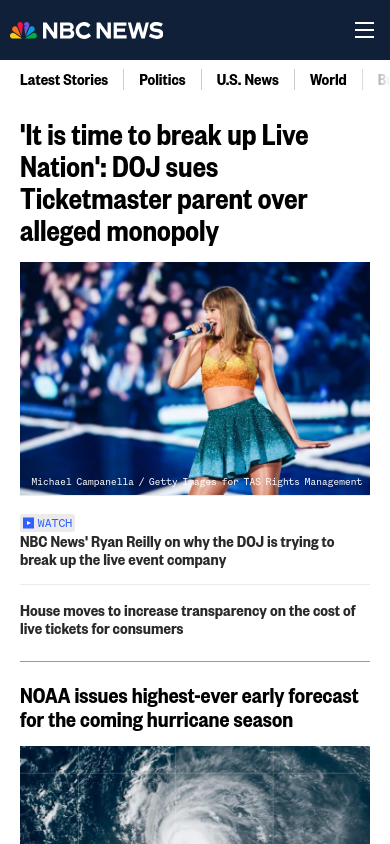 NBC NEWS
Latest Stories
Politics
U.S. News
World
'It is time to break up Live
Nation': DOJ sues
Ticketmaster parent over
alleged monopoly
Michael Campanella / Getty Images for TAS Rights Management
WATCH
NBC News' Ryan Reilly on why the DOJ is trying to
break up the live event company
House moves to increase transparency on the cost of
live tickets for consumers
NOAA issues highest-ever early forecast
for the coming hurricane season